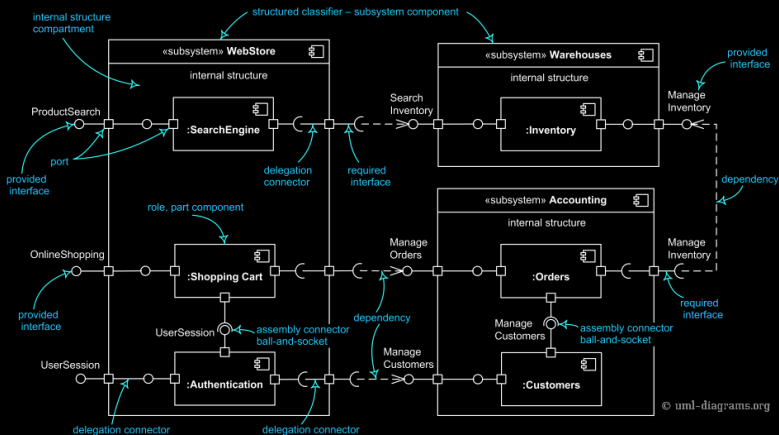 structured classifier – subsystem component
internal structure
compartment
«subsystem» WebStore
internal structure
«subsystem» Warehouses
internal structure
provided
interface
ProductSearch
:SearchEngine
Search
Inventory
:Inventory
Manage
Inventory
port
provided
interface
delegation
connector
required
interface
dependency
role, part component
«subsystem» Accounting
internal structure
OnlineShopping
:Shopping Cart
Manage
Orders
:Orders
Manage
Inventory
provided
interface
dependency
required
interface
UserSession
assembly connector
ball-and-socket
Manage
Customers
assembly connector
ball-and-socket
UserSession
:Authentication
Manage
Customers
:Customers
delegation connector
delegation connector
© uml-diagrams.org